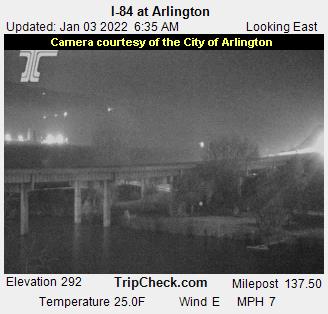 I-84 at Arlington
Updated: Jan 03 2022 6:35 AM Looking East
Camera courtesy of the City of Arlington
Elevation 292 TripCheck.com Milepost 137.50
Temperature 25.0F Wind E MPH 7